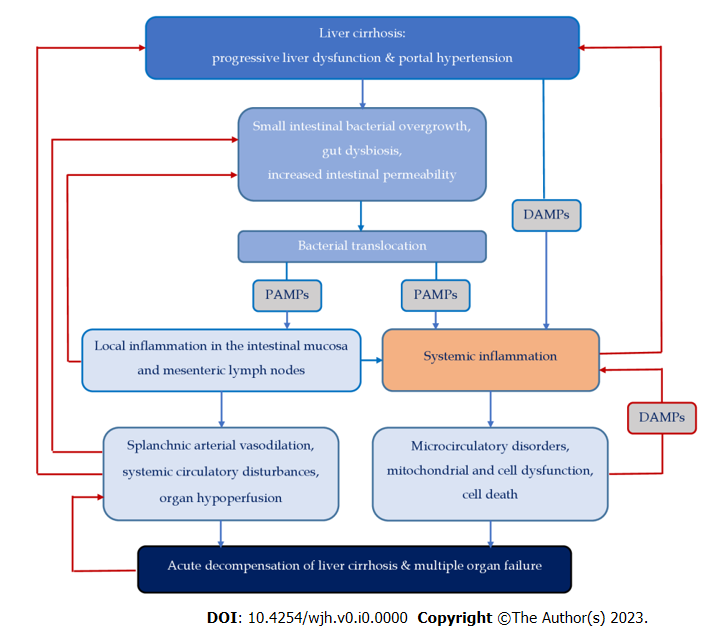 Liver cirrhosis:
progressive liver dysfunction & portal hypertension
Small intestinal bacterial overgrowth,
gut dysbiosis,
increased intestinal permeability
DAMPs
Bacterial translocation
PAMPs
PAMPs
Local inflammation in the intestinal mucosa
and mesenteric lymph nodes
Systemic inflammation
DAMPs
Splanchnic arterial vasodilation,
systemic circulatory disturbances,
organ hypoperfusion
Microcirculatory disorders,
mitochondrial and cell dysfunction,
cell death
Acute decompensation of liver cirrhosis & multiple organ failure
DOI: 10.4254/wjh.v0.i0.0000 Copyright ©The Author(s) 2023.